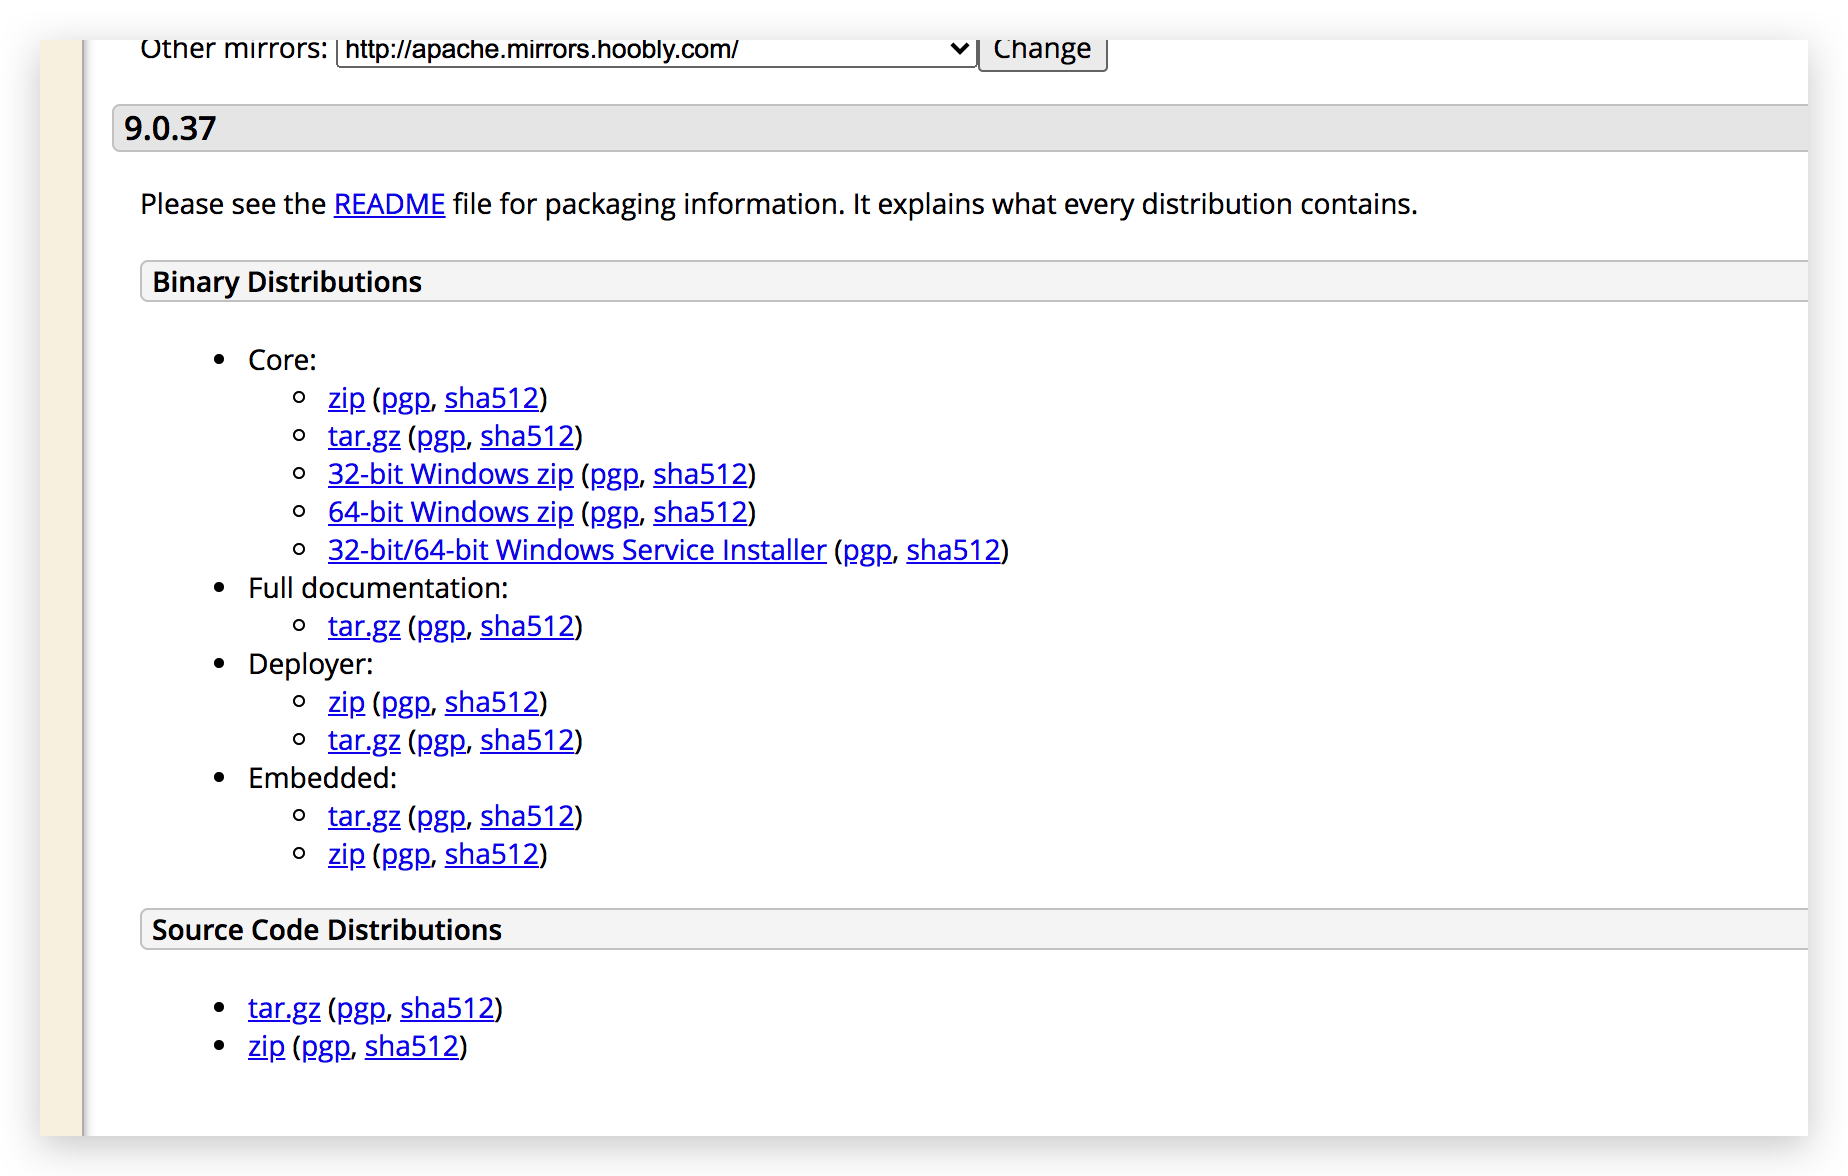 Other mirrors: http://apache.mirrors.hoobly.com/ Change
9.0.37
Please see the README file for packaging information. It explains what every distribution contains.
Binary Distributions
Core:
zip (pgp, sha512)
tar.gz (pgp, sha512)
32-bit Windows zip (pgp, sha512)
64-bit Windows zip (pgp, sha512)
32-bit/64-bit Windows Service Installer (pgp, sha512)
Full documentation:
tar.gz (pgp, sha512)
Deployer:
zip (pgp, sha512)
tar.gz (pgp, sha512)
Embedded:
tar.gz (pgp, sha512)
zip (pgp, sha512)
Source Code Distributions
tar.gz (pgp, sha512)
zip (pgp, sha512)